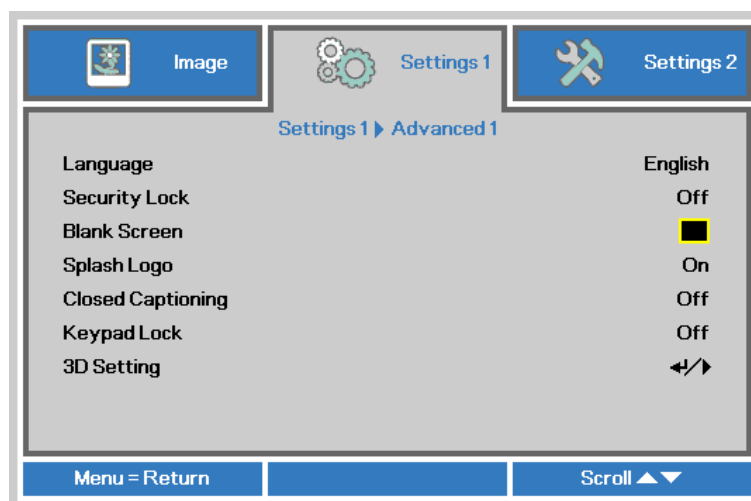 Image
Settings 1
Settings 2
Settings 1 Advanced 1
Language English
Security Lock Off
Blank Screen
Splash Logo On
Closed Captioning Off
Keypad Lock Off
3D Setting
Menu = Return
Scroll